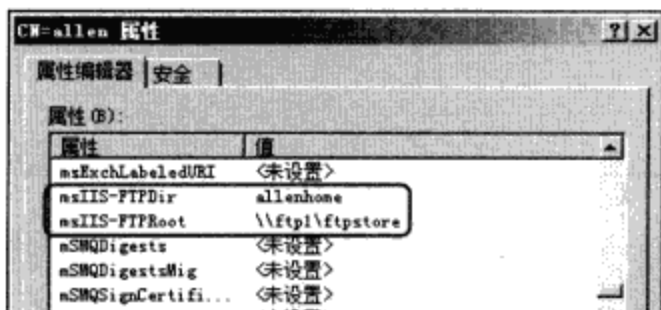 CN=allen 属性
属性编辑器 安全
属性(B):
属性 值
msExchLabeledURI <未设置>
msIIS-FTPDir allenhome
msIIS-FTPRoot \\ftp1\ftpstore
mSMQDigests <未设置>
mSMQDigestsMig <未设置>
mSMQSignCertifi... <未设置>